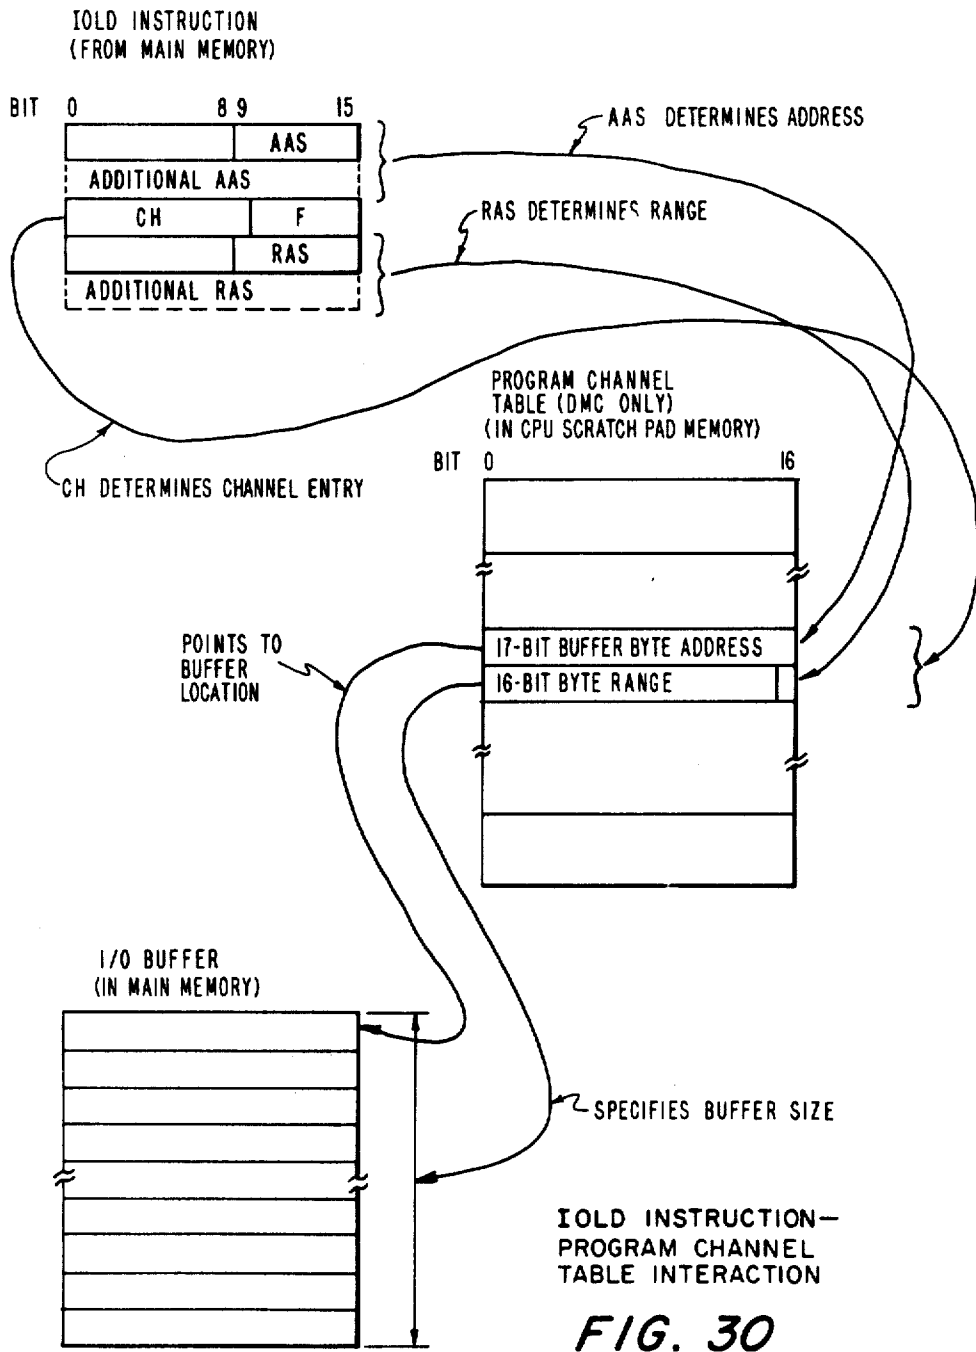 IOLD INSTRUCTION
(FROM MAIN MEMORY)
BIT 0 8 9 15
AAS
ADDITIONAL AAS
CH F
RAS
ADDITIONAL RAS
AAS DETERMINES ADDRESS
RAS DETERMINES RANGE
CH DETERMINES CHANNEL ENTRY
PROGRAM CHANNEL
TABLE (DMC ONLY)
(IN CPU SCRATCH PAD MEMORY)
BIT 0 16
17-BIT BUFFER BYTE ADDRESS
16-BIT BYTE RANGE
POINTS TO
BUFFER
LOCATION
I/O BUFFER
(IN MAIN MEMORY)
SPECIFIES BUFFER SIZE
IOLD INSTRUCTION—
PROGRAM CHANNEL
TABLE INTERACTION
FIG. 30